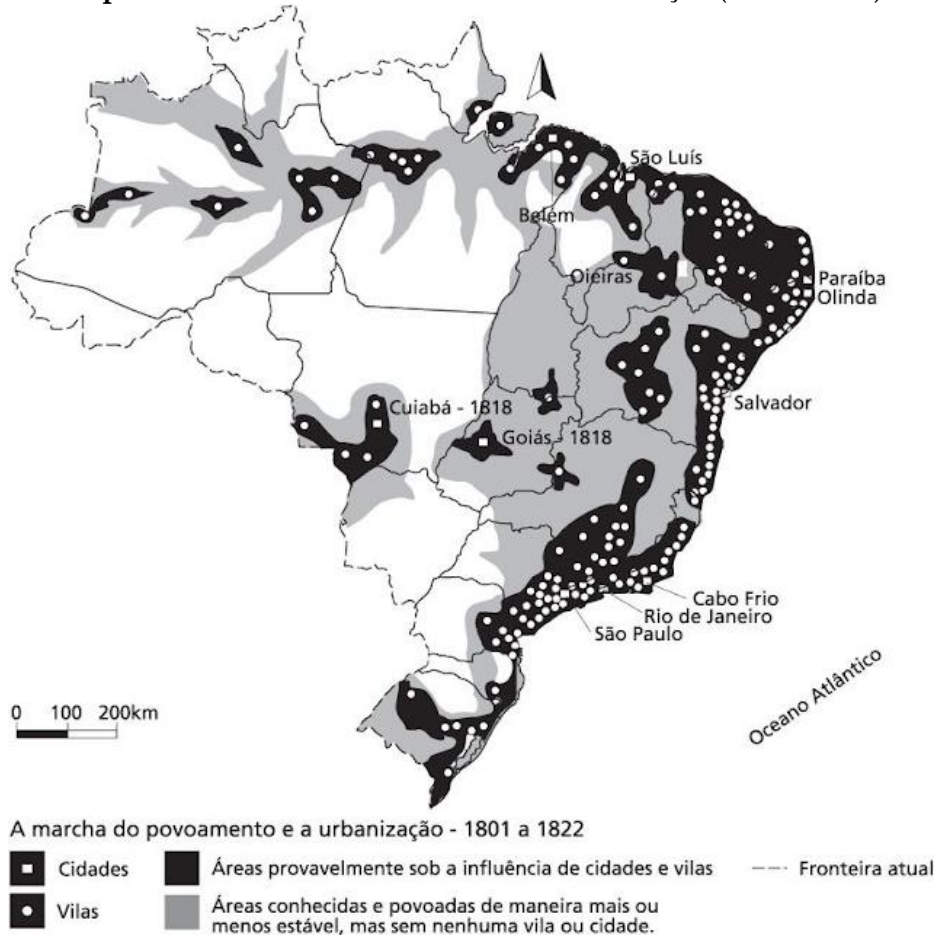 São Luís
Belém
Oieiras
Paraíba
Olinda
Salvador
Cuiabá - 1818
Goiás - 1818
Cabo Frio
Rio de Janeiro
São Paulo
Oceano Atlântico
0 100 200km
A marcha do povoamento e a urbanização - 1801 a 1822
Cidades
Áreas provavelmente sob a influência de cidades e vilas
Fronteira atual
Vilas
Áreas conhecidas e povoadas de maneira mais ou
menos estável, mas sem nenhuma vila ou cidade.